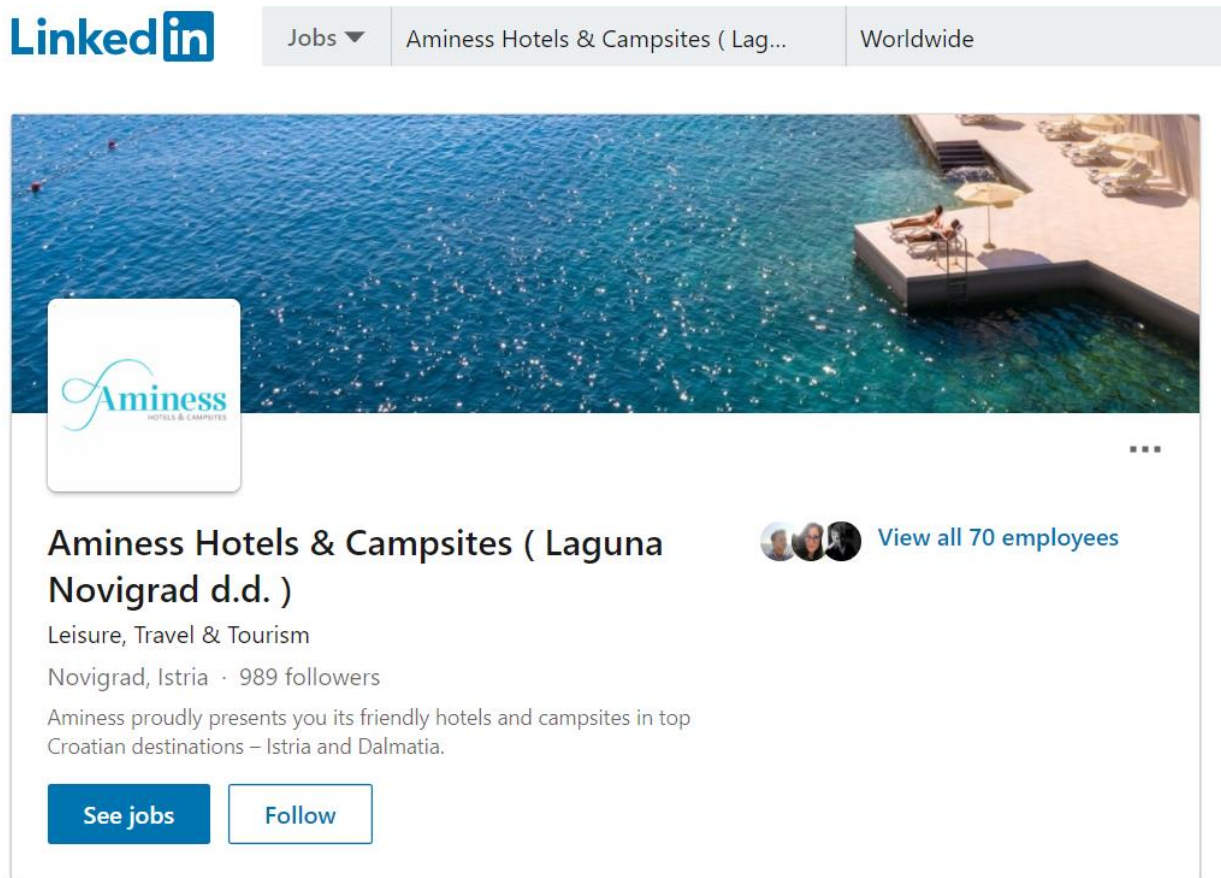 Linked in
Jobs
Aminess Hotels & Campsites ( Lag...
Worldwide
Aminess
HOTELS & CAMPSITES
Aminess Hotels & Campsites ( Laguna
Novigrad d.d. )
View all 70 employees
Leisure, Travel & Tourism
Novigrad, Istria · 989 followers
Aminess proudly presents you its friendly hotels and campsites in top
Croatian destinations – Istria and Dalmatia.
See jobs
Follow